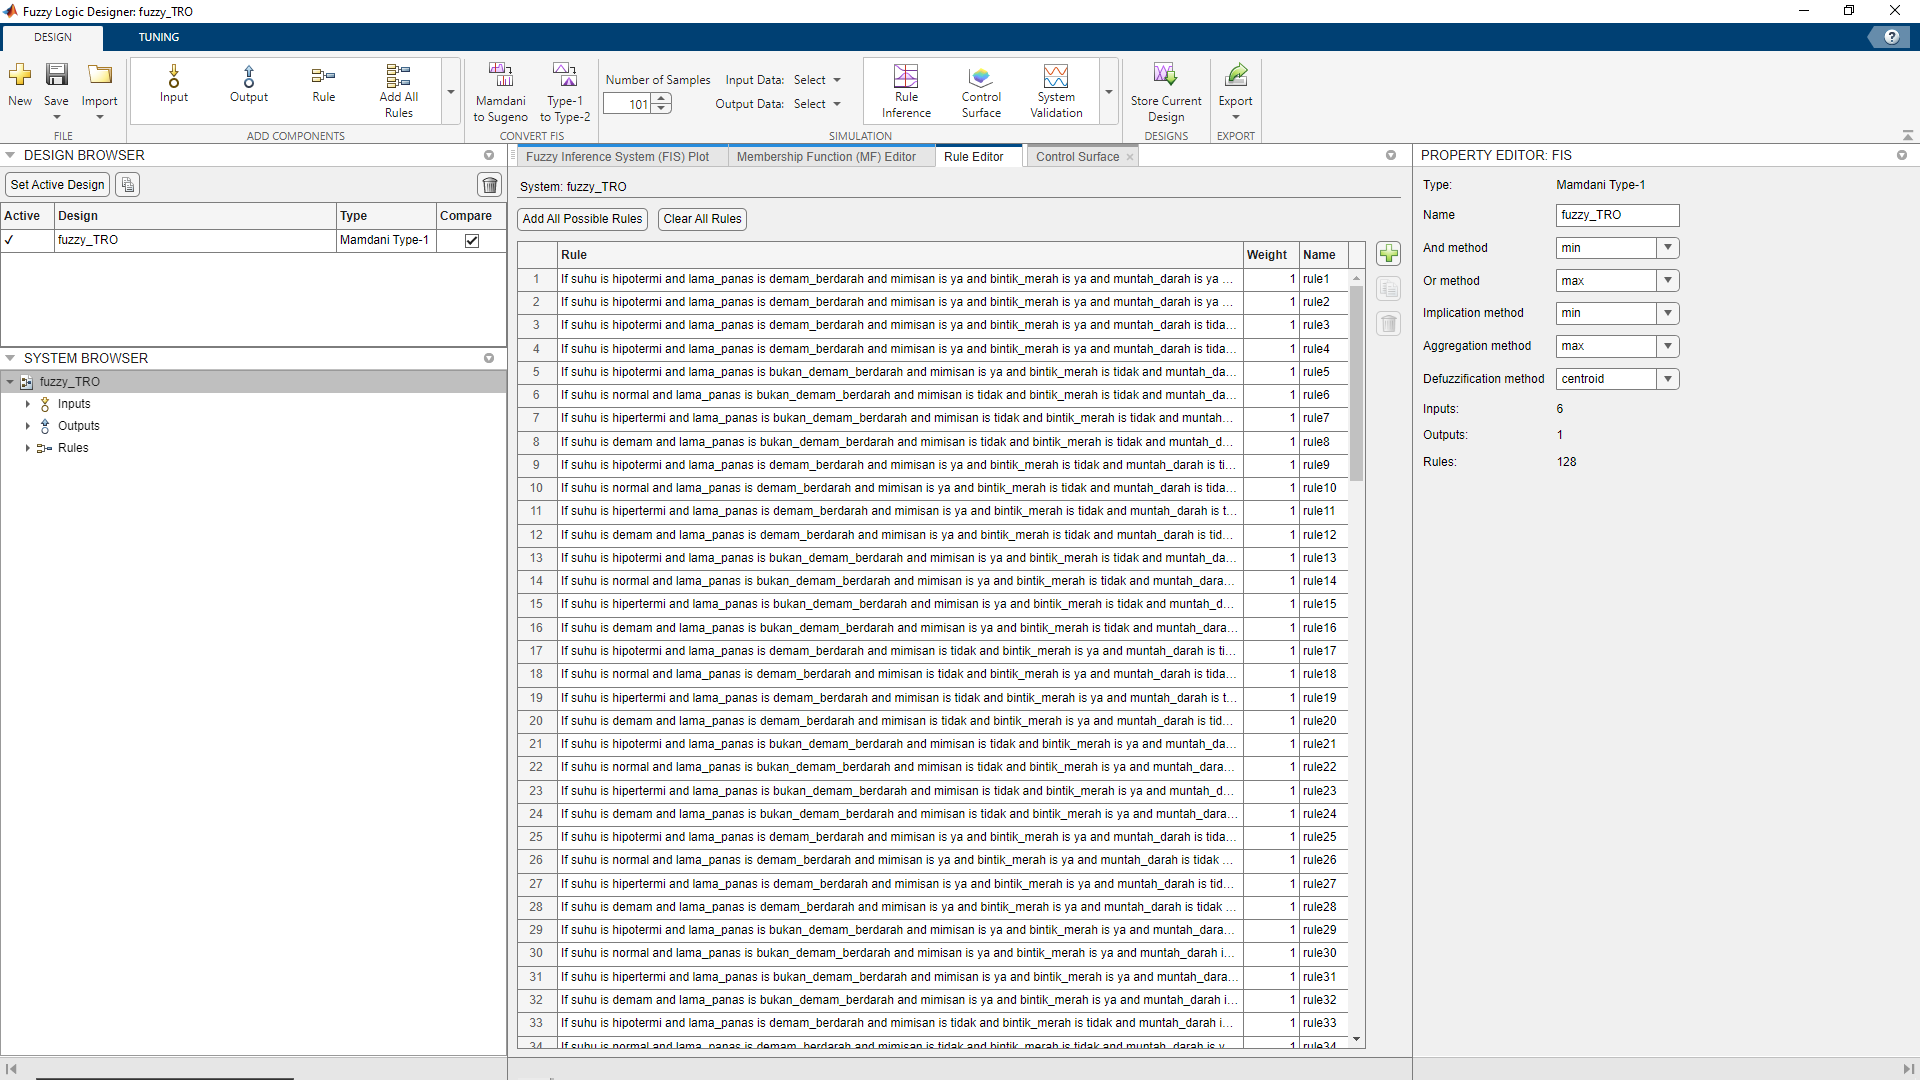 Fuzzy Logic Designer: fuzzy_TRO
DESIGN
TUNING
New
Save
Import
FILE
Input
Output
Rule
Add All Rules
ADD COMPONENTS
Mamdani to Sugeno
Type-1 to Type-2
CONVERT FIS
Number of Samples
101
Input Data: Select
Output Data: Select
Rule Inference
Control Surface
System Validation
SIMULATION
Store Current Design
DESIGNS
Export
EXPORT
DESIGN BROWSER
Set Active Design
Active Design Type Compare
✓ fuzzy_TRO Mamdani Type-1
SYSTEM BROWSER
fuzzy_TRO
Inputs
Outputs
Rules
Fuzzy Inference System (FIS) Plot
Membership Function (MF) Editor
Rule Editor
Control Surface
System: fuzzy_TRO
Add All Possible Rules
Clear All Rules
Rule Weight Name
1 If suhu is hipotermi and lama_panas is demam_berdarah and mimisan is ya and bintik_merah is ya and muntah_darah is ya ... 1 rule1
2 If suhu is hipotermi and lama_panas is demam_berdarah and mimisan is ya and bintik_merah is ya and muntah_darah is ya ... 1 rule2
3 If suhu is hipotermi and lama_panas is demam_berdarah and mimisan is ya and bintik_merah is ya and muntah_darah is tida... 1 rule3
4 If suhu is hipotermi and lama_panas is demam_berdarah and mimisan is ya and bintik_merah is ya and muntah_darah is tida... 1 rule4
5 If suhu is hipotermi and lama_panas is bukan_demam_berdarah and mimisan is ya and bintik_merah is tidak and muntah_da... 1 rule5
6 If suhu is normal and lama_panas is bukan_demam_berdarah and mimisan is tidak and bintik_merah is tidak and muntah_da... 1 rule6
7 If suhu is hipertermi and lama_panas is bukan_demam_berdarah and mimisan is tidak and bintik_merah is tidak and muntah... 1 rule7
8 If suhu is demam and lama_panas is bukan_demam_berdarah and mimisan is tidak and bintik_merah is tidak and muntah_d... 1 rule8
9 If suhu is hipotermi and lama_panas is demam_berdarah and mimisan is ya and bintik_merah is tidak and muntah_darah is ti... 1 rule9
10 If suhu is normal and lama_panas is demam_berdarah and mimisan is ya and bintik_merah is tidak and muntah_darah is tida... 1 rule10
11 If suhu is hipertermi and lama_panas is demam_berdarah and mimisan is ya and bintik_merah is tidak and muntah_darah is t... 1 rule11
12 If suhu is demam and lama_panas is demam_berdarah and mimisan is ya and bintik_merah is tidak and muntah_darah is tid... 1 rule12
13 If suhu is hipotermi and lama_panas is bukan_demam_berdarah and mimisan is ya and bintik_merah is tidak and muntah_da... 1 rule13
14 If suhu is normal and lama_panas is bukan_demam_berdarah and mimisan is ya and bintik_merah is tidak and muntah_dara... 1 rule14
15 If suhu is hipertermi and lama_panas is bukan_demam_berdarah and mimisan is ya and bintik_merah is tidak and muntah_d... 1 rule15
16 If suhu is demam and lama_panas is bukan_demam_berdarah and mimisan is ya and bintik_merah is tidak and muntah_dara... 1 rule16
17 If suhu is hipotermi and lama_panas is demam_berdarah and mimisan is tidak and bintik_merah is ya and muntah_darah is ti... 1 rule17
18 If suhu is normal and lama_panas is demam_berdarah and mimisan is tidak and bintik_merah is ya and muntah_darah is tida... 1 rule18
19 If suhu is hipertermi and lama_panas is demam_berdarah and mimisan is tidak and bintik_merah is ya and muntah_darah is t... 1 rule19
20 If suhu is demam and lama_panas is demam_berdarah and mimisan is tidak and bintik_merah is ya and muntah_darah is tid... 1 rule20
21 If suhu is hipotermi and lama_panas is bukan_demam_berdarah and mimisan is tidak and bintik_merah is ya and muntah_da... 1 rule21
22 If suhu is normal and lama_panas is bukan_demam_berdarah and mimisan is tidak and bintik_merah is ya and muntah_dara... 1 rule22
23 If suhu is hipertermi and lama_panas is bukan_demam_berdarah and mimisan is tidak and bintik_merah is ya and muntah_d... 1 rule23
24 If suhu is demam and lama_panas is bukan_demam_berdarah and mimisan is tidak and bintik_merah is ya and muntah_dara... 1 rule24
25 If suhu is hipotermi and lama_panas is demam_berdarah and mimisan is ya and bintik_merah is ya and muntah_darah is tida... 1 rule25
26 If suhu is normal and lama_panas is demam_berdarah and mimisan is ya and bintik_merah is ya and muntah_darah is tidak ... 1 rule26
27 If suhu is hipertermi and lama_panas is demam_berdarah and mimisan is ya and bintik_merah is ya and muntah_darah is tid... 1 rule27
28 If suhu is demam and lama_panas is demam_berdarah and mimisan is ya and bintik_merah is ya and muntah_darah is tidak ... 1 rule28
29 If suhu is hipotermi and lama_panas is bukan_demam_berdarah and mimisan is ya and bintik_merah is ya and muntah_dara... 1 rule29
30 If suhu is normal and lama_panas is bukan_demam_berdarah and mimisan is ya and bintik_merah is ya and muntah_darah i... 1 rule30
31 If suhu is hipertermi and lama_panas is bukan_demam_berdarah and mimisan is ya and bintik_merah is ya and muntah_dara... 1 rule31
32 If suhu is demam and lama_panas is bukan_demam_berdarah and mimisan is ya and bintik_merah is ya and muntah_darah i... 1 rule32
33 If suhu is hipotermi and lama_panas is demam_berdarah and mimisan is tidak and bintik_merah is tidak and muntah_darah i... 1 rule33
34 If suhu is normal and lama_panas is demam_berdarah and mimisan is tidak and bintik_merah is tidak and muntah_darah is y... 1 rule34
PROPERTY EDITOR: FIS
Type: Mamdani Type-1
Name fuzzy_TRO
And method min
Or method max
Implication method min
Aggregation method max
Defuzzification method centroid
Inputs: 6
Outputs: 1
Rules: 128